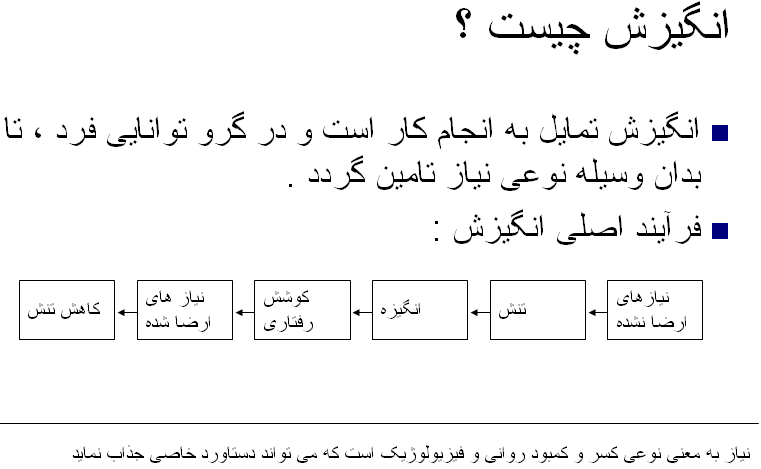 انگیزش چیست ؟
انگیزش تمایل به انجام کار است و در گرو توانایی فرد ، تا
بدان وسیله نوعی نیاز تامین گردد .
فرآیند اصلی انگیزش :
نیازهای
ارضا نشده
تنش
انگیزه
کوشش
رفتاری
نیاز های
ارضا شده
کاهش تنش
نیاز به معنی نوعی کسر و کمبود روانی و فیزیولوژیک است که می تواند دستاورد خاصی جذاب نماید